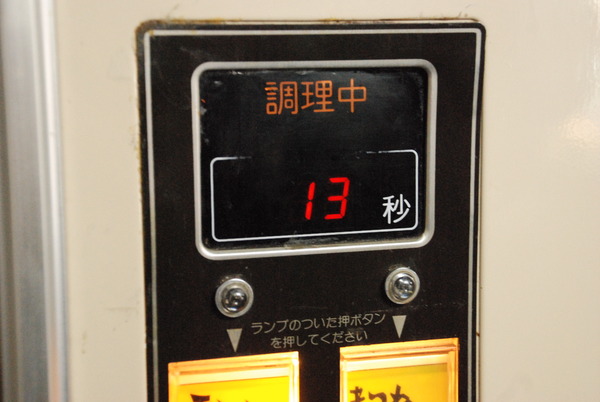 調理中
13 秒
ランプのついた押ボタン
を押してください